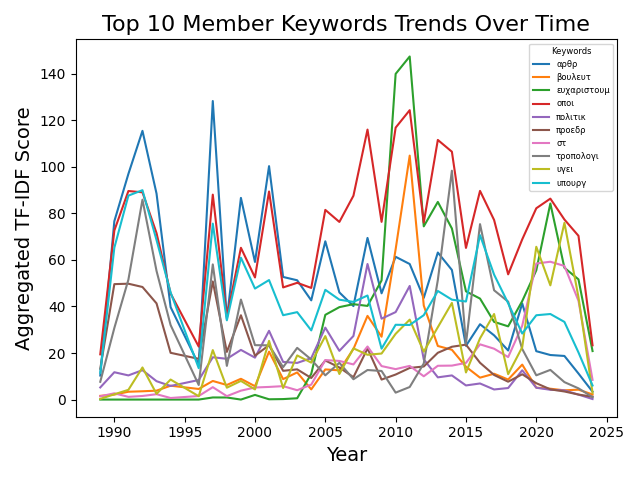 Top 10 Member Keywords Trends Over Time
Aggregated TF-IDF Score
140
120
100
80
60
40
20
0
1990
1995
2000
2005
2010
2015
2020
2025
Year
Keywords
αρθρ
βουλευτ
ευχαριστουμ
οποι
πολιτικ
προεδρ
στ
τροπολογι
υγει
υπουργ